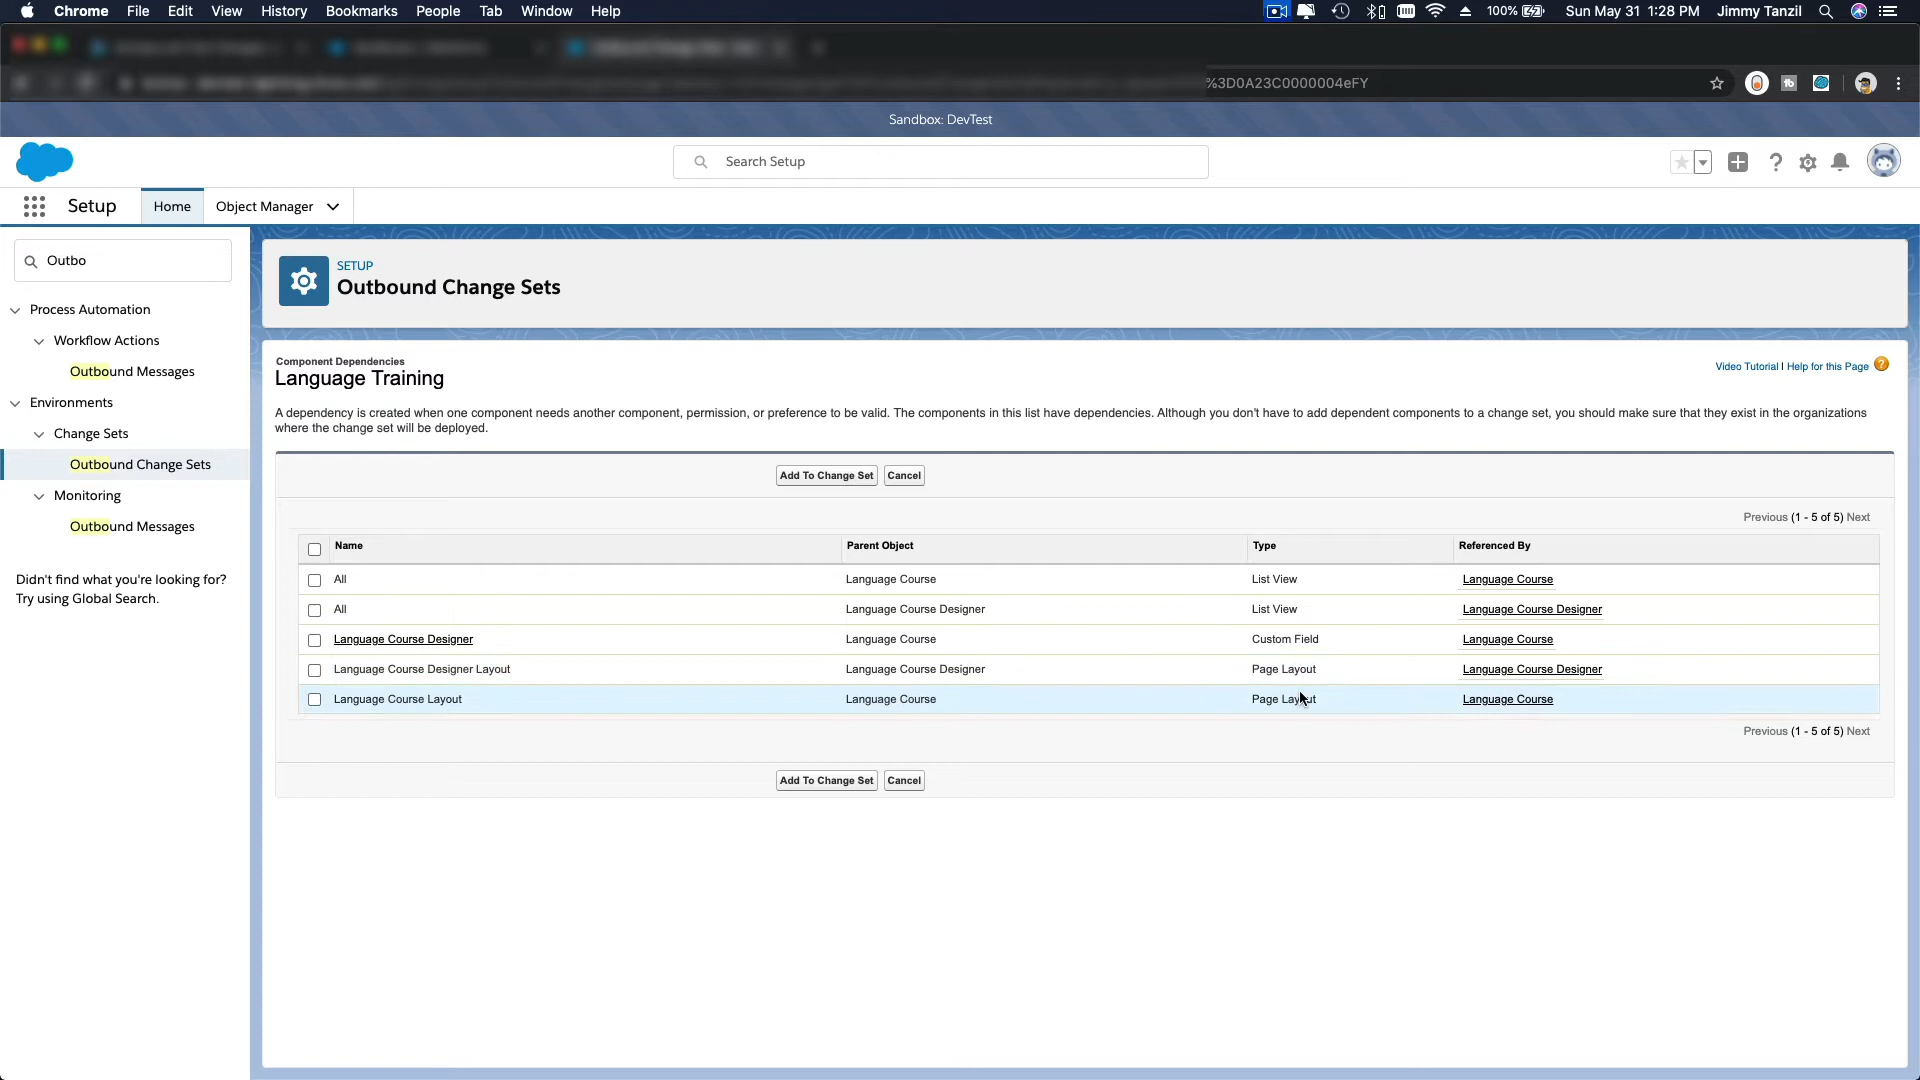 Chrome File Edit View History Bookmarks People Tab Window Help
100% Sun May 31 1:28 PM Jimmy Tanzil
%3D0A23C0000004eFY
Sandbox: DevTest
Search Setup
Setup Home Object Manager
Outbo
Process Automation
Workflow Actions
Outbound Messages
Environments
Change Sets
Outbound Change Sets
Monitoring
Outbound Messages
Didn't find what you're looking for?
Try using Global Search.
SETUP
Outbound Change Sets
Component Dependencies
Language Training
Video Tutorial | Help for this Page ?
A dependency is created when one component needs another component, permission, or preference to be valid. The components in this list have dependencies. Although you don't have to add dependent components to a change set, you should make sure that they exist in the organizations
where the change set will be deployed.
Add To Change Set Cancel
Previous (1 - 5 of 5) Next
Name Parent Object Type Referenced By
All Language Course List View Language Course
All Language Course Designer List View Language Course Designer
Language Course Designer Language Course Custom Field Language Course
Language Course Designer Layout Language Course Designer Page Layout Language Course Designer
Language Course Layout Language Course Page Layout Language Course
Previous (1 - 5 of 5) Next
Add To Change Set Cancel